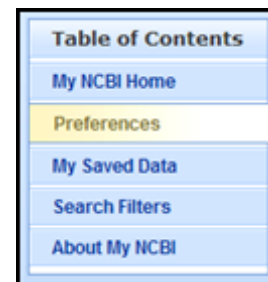 Table of Contents
My NCBI Home
Preferences
My Saved Data
Search Filters
About My NCBI